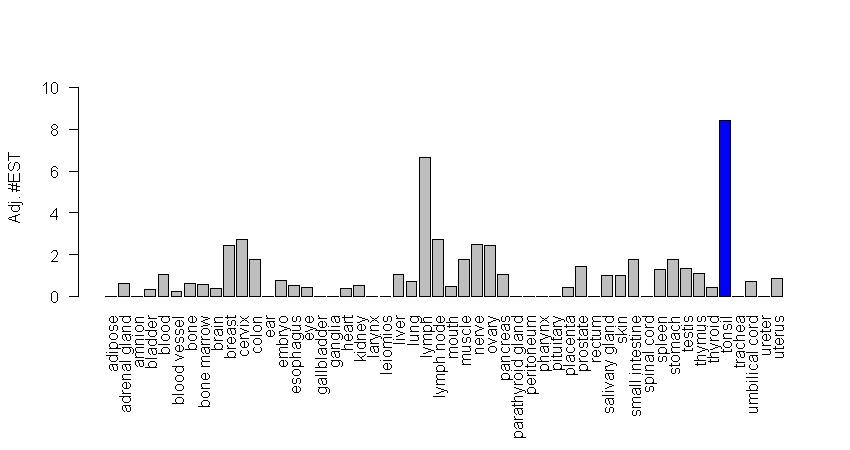 10
8
6
4
2
0
Adj. #EST
adipose
adrenal gland
amnion
bladder
blood
blood vessel
bone
bone marrow
brain
breast
cervix
colon
ear
embryo
esophagus
eye
gallbladder
ganglia
heart
kidney
larynx
leiomios
liver
lung
lymph
lymph node
mouth
muscle
nerve
ovary
pancreas
parathyroid gland
peritoneum
pharynx
pituitary
placenta
prostate
rectum
salivary gland
skin
small intestine
spinal cord
spleen
stomach
testis
thymus
thyroid
tonsil
trachea
umbilical cord
ureter
uterus